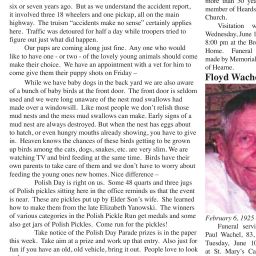 six or seven years ago. But as we understand the accident report,
it involved three 18 wheelers and one pickup, all on the main
highway. The truism "accidents make no sense" certainly applies
here. Traffic was detoured for half a day while troopers tried to
figure out just what did happen.
Our pups are coming along just fine. Any one who would
like to have one - or two - of the lovely young animals should come
make their choice. We have an appointment with a vet for him to
come give them their puppy shots on Friday –
While we have baby dogs in the back yard we are also aware
of a bunch of baby birds at the front door. The front door is seldom
used and we were long unaware of the nest mud swallows had
made over a windowsill. Like most people we don't relish those
mud nests and the mess mud swallows can make. Early signs of a
mud nest are always destroyed. But when the nest has eggs about
to hatch, or even hungry mouths already showing, you have to give
in. Heaven knows the chances of these birds getting to be grown
up birds among the cats, dogs, snakes, etc. are very slim. We are
watching TV and bird feeding at the same time. Birds have their
own parents to take care of them and we don't have to worry about
feeding the young ones new homes. Nice difference –
Polish Day is right on us. Some 48 quarts and three jugs
of pickles sitting here in the office reminds us that the event
is near. These are pickles put up by Elder Son's wife. She learned
how to make them from the late Elizabeth Yanowski. The winners
of various categories in the Polish Pickle Run get medals and some
also get jars of Polish Pickles. Come run for the pickles!
Take notice of the Polish Day Parade prizes in the paper
this week. Take aim at a prize and work up that entry. Also just for
fun if you have an old, old vehicle, bring it out. People love to look
more than 50 years
member of Heards
Church.
Visitation w
Wednesday, June 1
8:00 pm at the
Home. Funeral
made by Memorial
of Hearne.
Floyd Wach
February 6, 1925
Funeral servi
Paul Wachel, 83,
Tuesday, June 10
at St. Mary's Ca